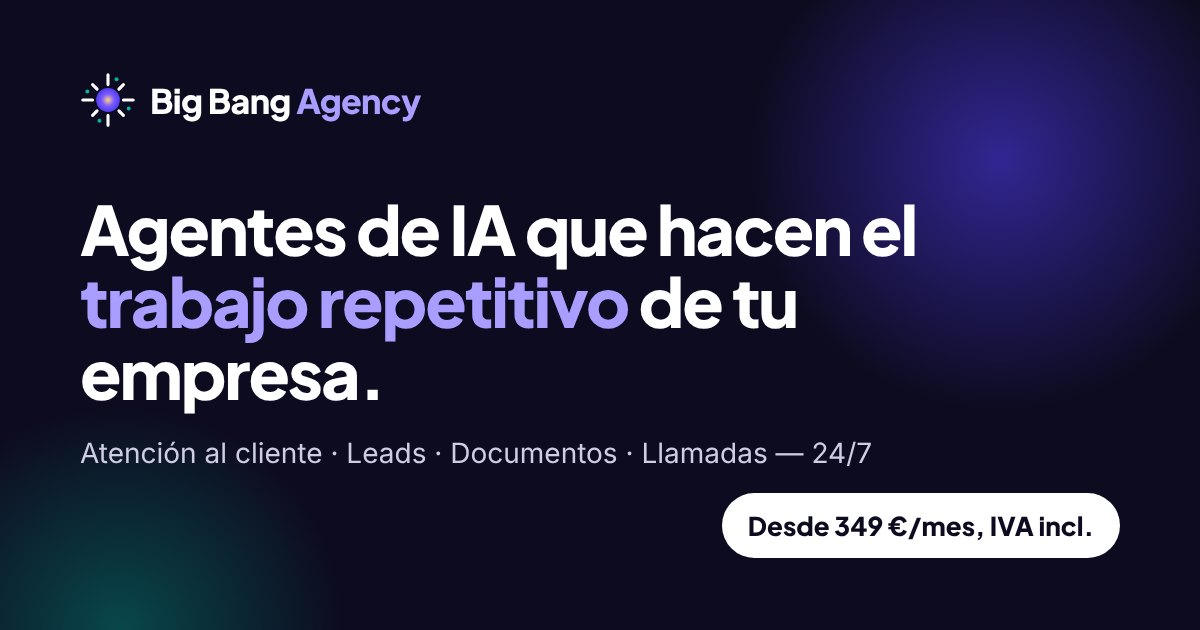 Big Bang Agency
Agentes de IA que hacen el
trabajo repetitivo de tu
empresa.
Atención al cliente · Leads · Documentos · Llamadas — 24/7
Desde 349 €/mes, IVA incl.